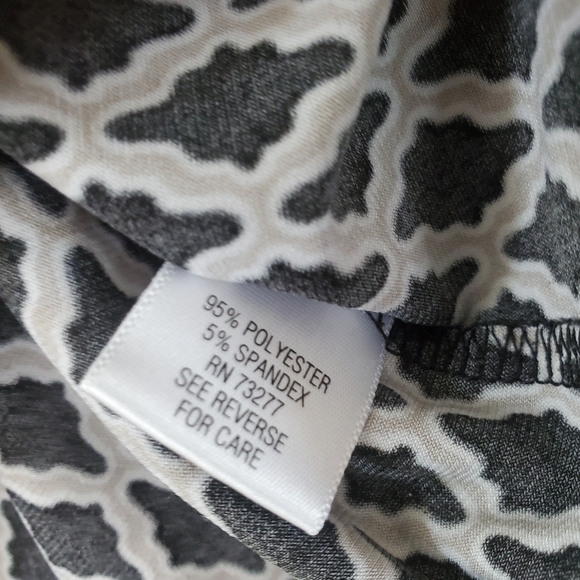 95% POLYESTER
5% SPANDEX
RN 73277
SEE REVERSE
FOR CARE